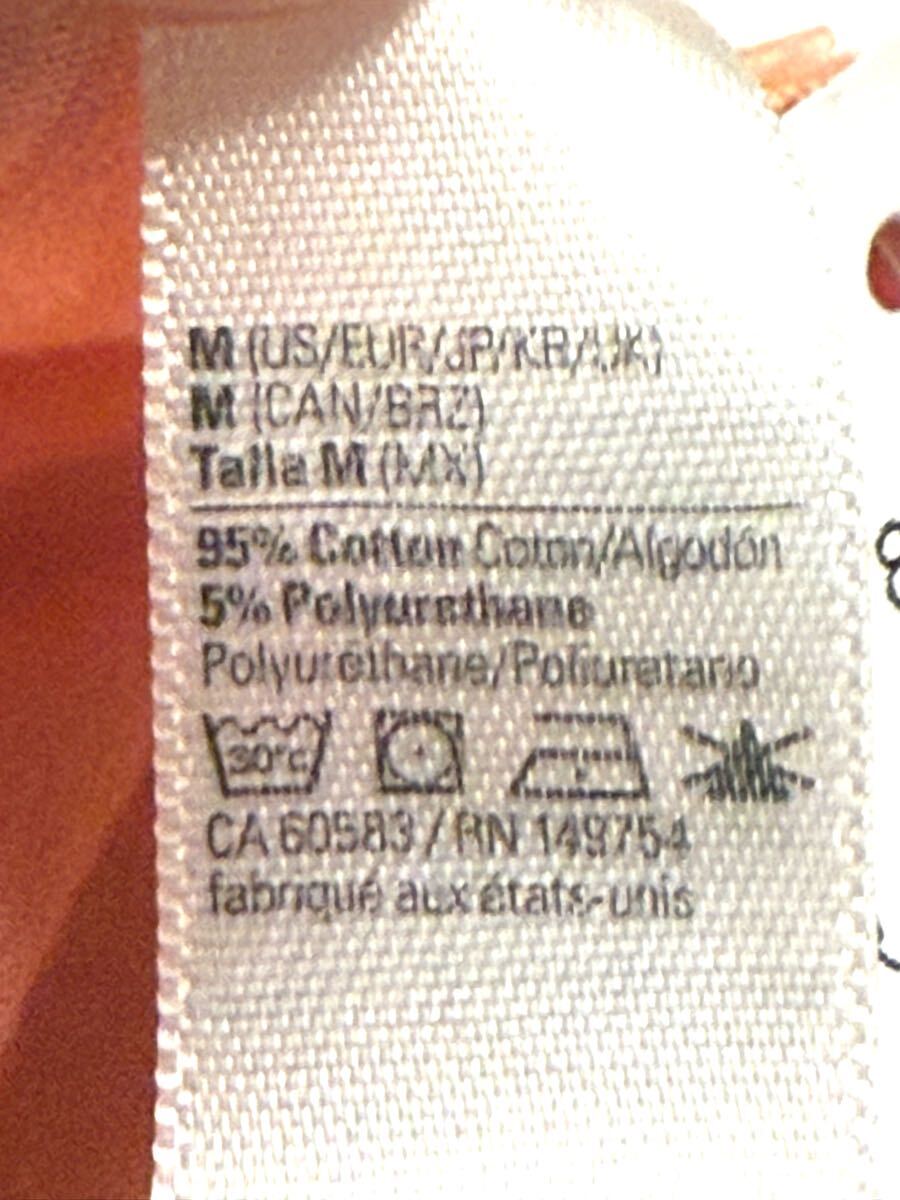 M (US/EUR/JP/KR/UK)
M (CAN/BRZ)
Talla M (MX)
95% Cotton Coton/Algodón
5% Polyurethane
Polyuréthane/Poliuretano
30°c
CA 60583 / RN 149754
fabriqué aux états-unis